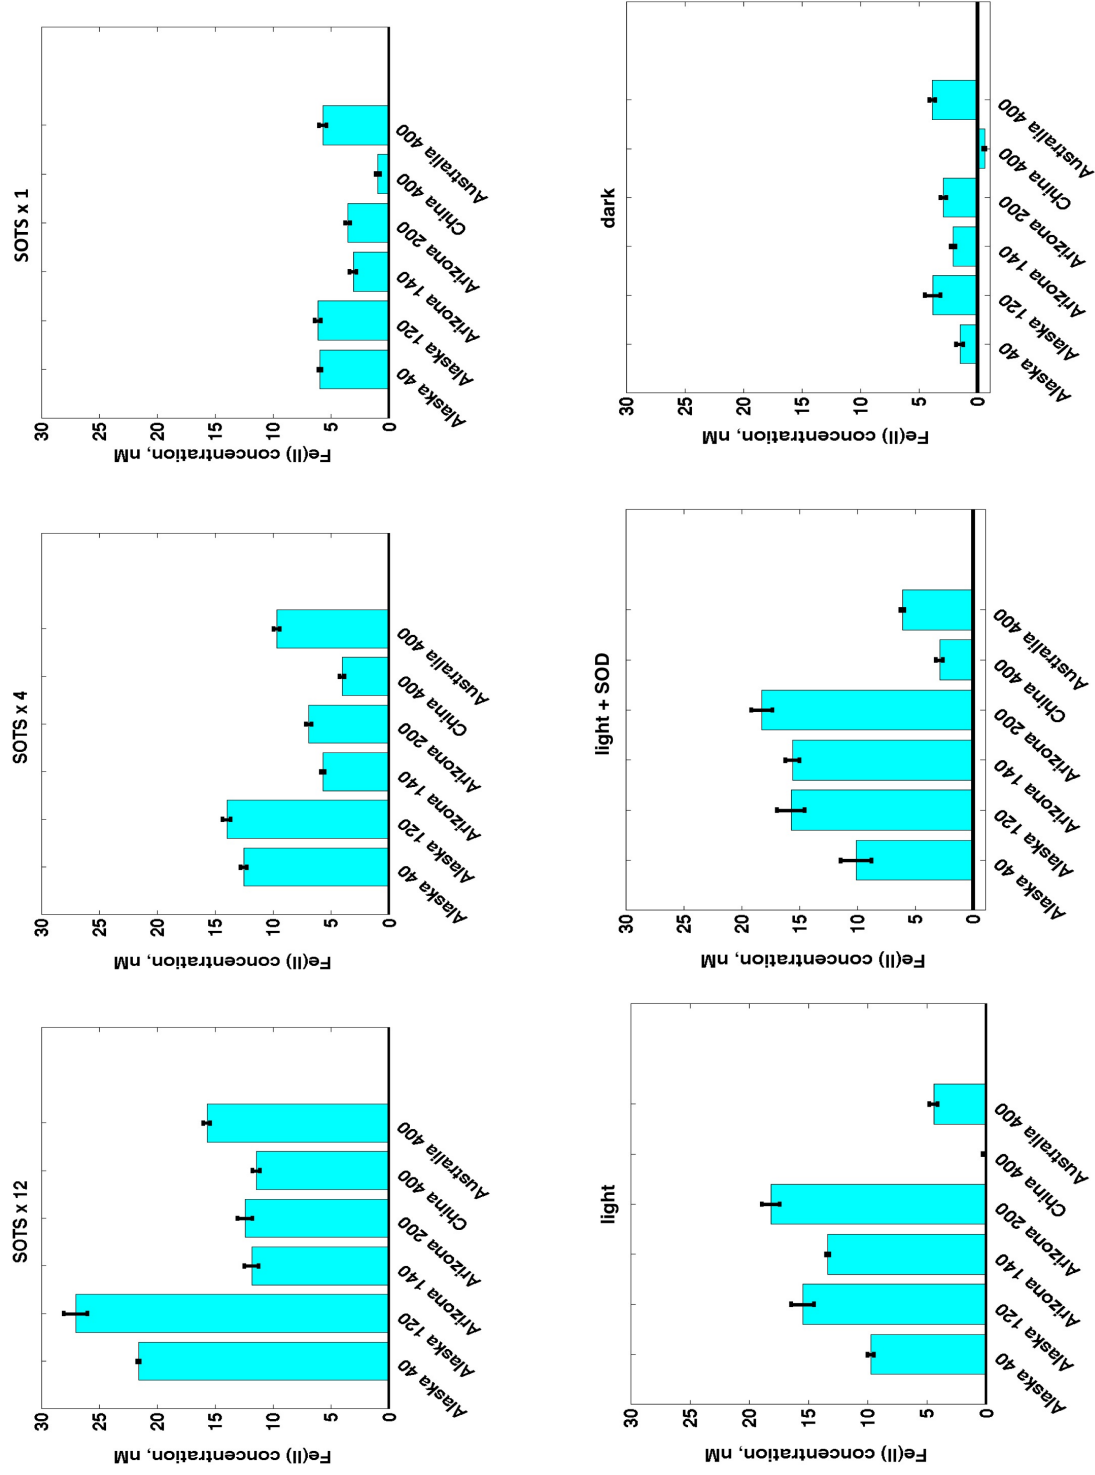 SOTS x 12
30
25
20
15
10
5
0
Fe(II) concentration, nM
Alaska 40
Alaska 120
Arizona 140
Arizona 200
China 400
Australia 400
SOTS x 4
30
25
20
15
10
5
0
Fe(II) concentration, nM
Alaska 40
Alaska 120
Arizona 140
Arizona 200
China 400
Australia 400
SOTS x 1
30
25
20
15
10
5
0
Fe(II) concentration, nM
Alaska 40
Alaska 120
Arizona 140
Arizona 200
China 400
Australia 400
light
30
25
20
15
10
5
0
Fe(II) concentration, nM
Alaska 40
Alaska 120
Arizona 140
Arizona 200
China 400
Australia 400
light + SOD
30
25
20
15
10
5
0
Fe(II) concentration, nM
Alaska 40
Alaska 120
Arizona 140
Arizona 200
China 400
Australia 400
dark
30
25
20
15
10
5
0
Fe(II) concentration, nM
Alaska 40
Alaska 120
Arizona 140
Arizona 200
China 400
Australia 400